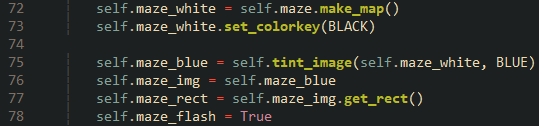 72 self.maze_white = self.maze.make_map()
73 self.maze_white.set_colorkey(BLACK)
74
75 self.maze_blue = self.tint_image(self.maze_white, BLUE)
76 self.maze_img = self.maze_blue
77 self.maze_rect = self.maze_img.get_rect()
78 self.maze_flash = True